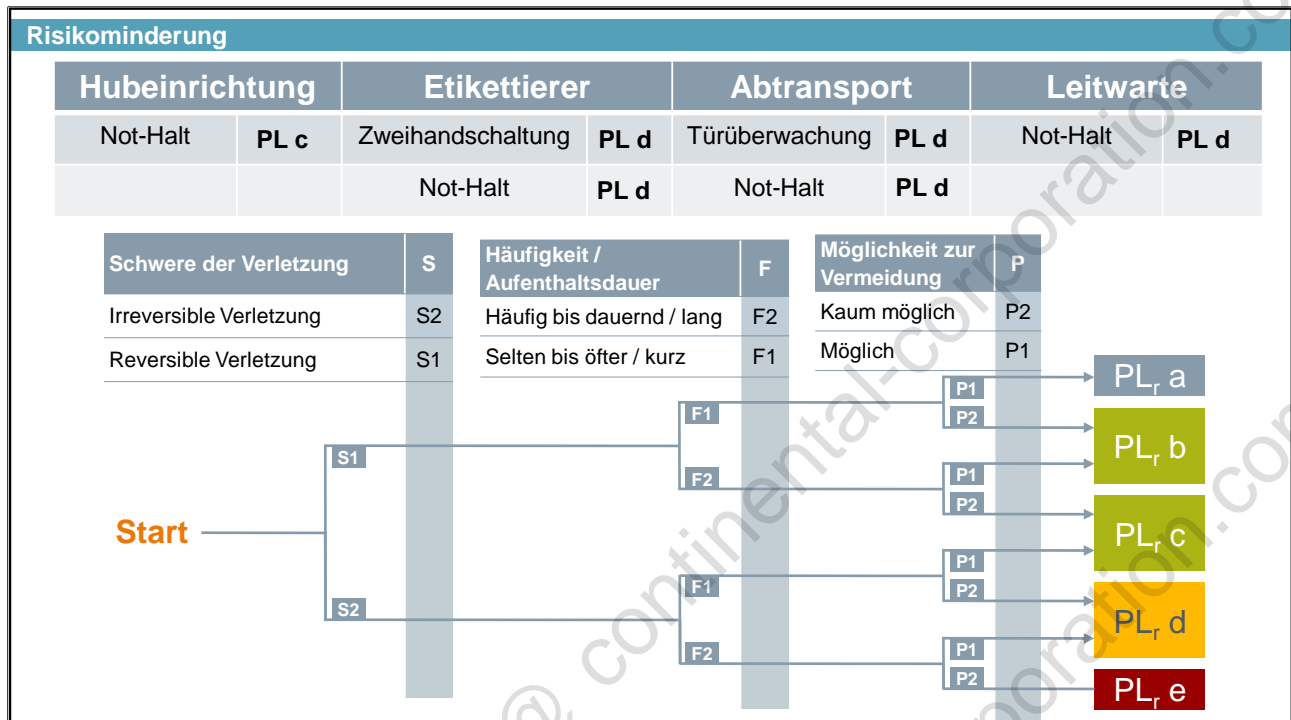 Risikominderung
Hubeinrichtung Etikettierer Abtransport Leitwarte
Not-Halt PL c Zweihandschaltung PL d Türüberwachung PL d Not-Halt PL d
Not-Halt PL d Not-Halt PL d
Schwere der Verletzung S
Irreversible Verletzung S2
Reversible Verletzung S1
Häufigkeit /
Aufenthaltsdauer F
Häufig bis dauernd / lang F2
Selten bis öfter / kurz F1
Möglichkeit zur
Vermeidung P
Kaum möglich P2
Möglich P1
Start
S1
S2
F1
F2
F1
F2
P1
P2
P1
P2
P1
P2
P1
P2
PLr a
PLr b
PLr c
PLr d
PLr e
@ continental-corporation.com